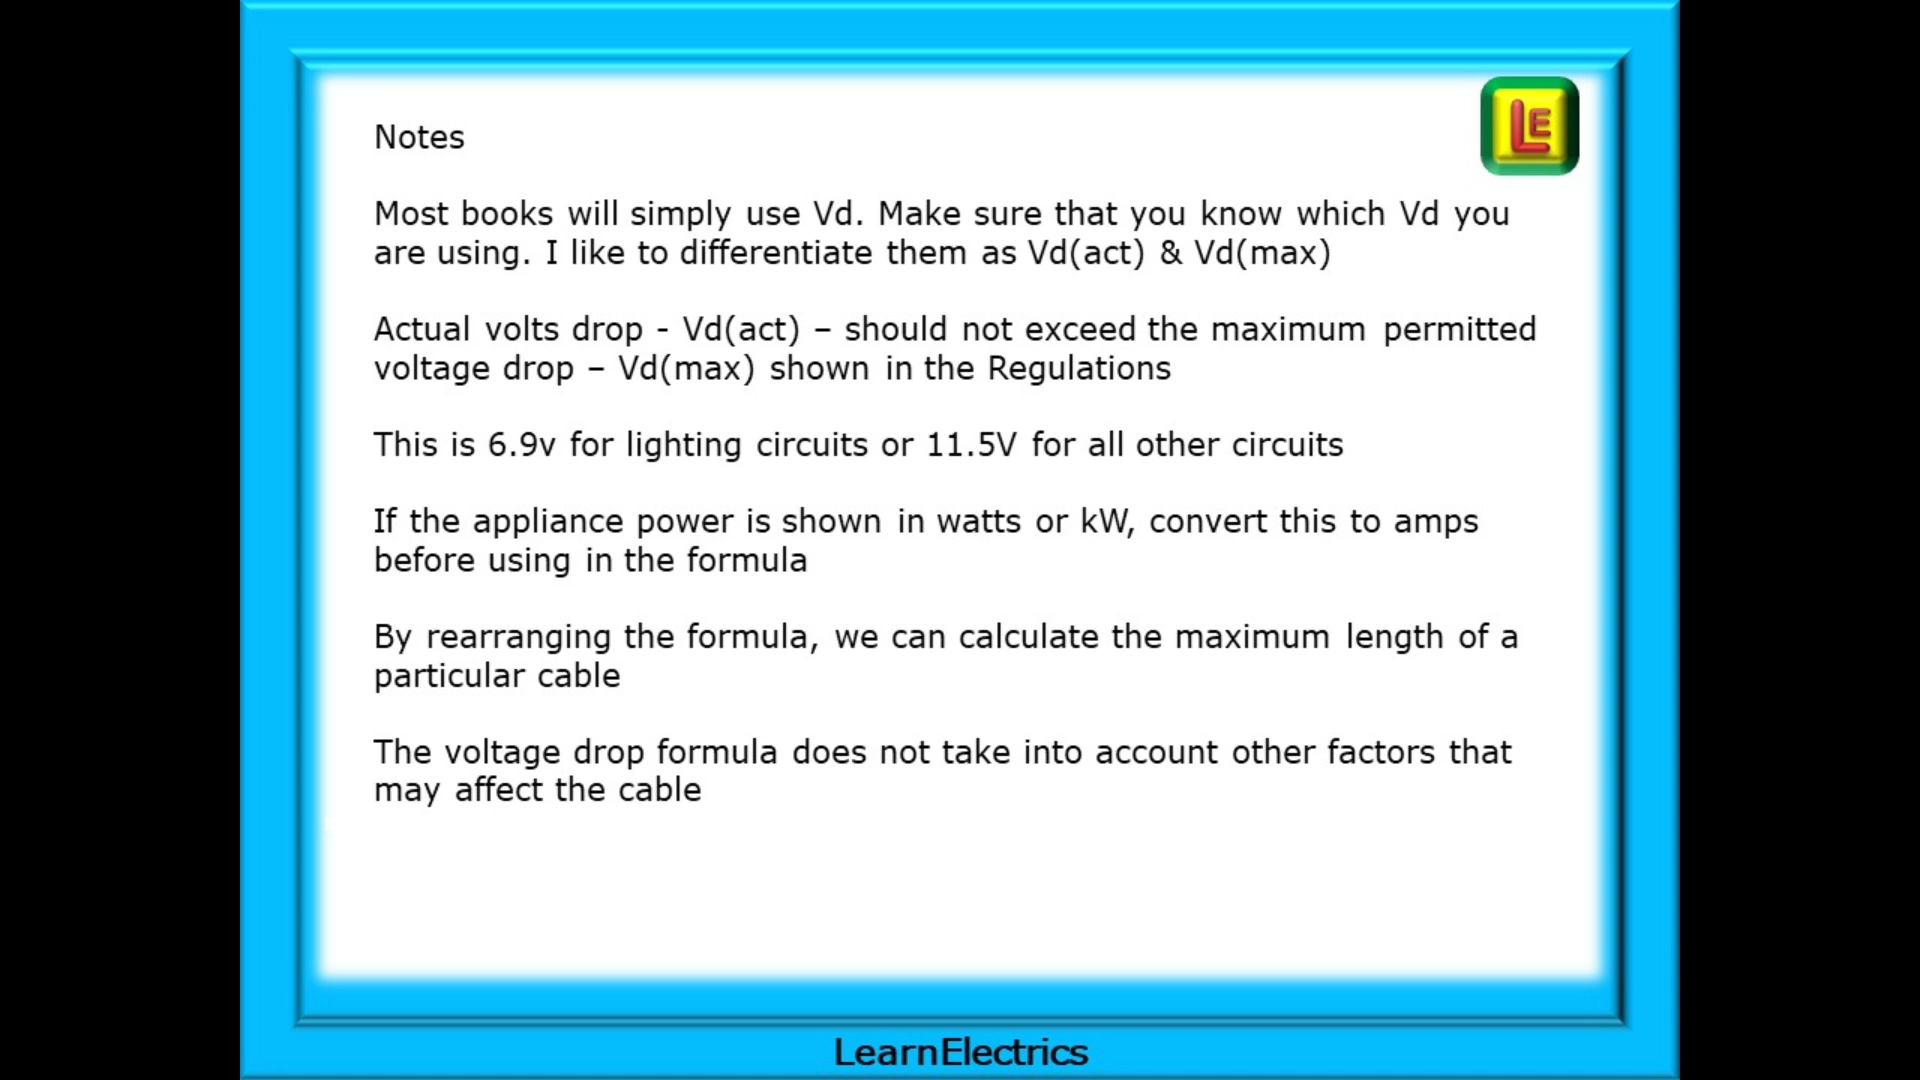 LE
Notes
Most books will simply use Vd. Make sure that you know which Vd you
are using. I like to differentiate them as Vd(act) & Vd(max)
Actual volts drop - Vd(act) – should not exceed the maximum permitted
voltage drop – Vd(max) shown in the Regulations
This is 6.9v for lighting circuits or 11.5V for all other circuits
If the appliance power is shown in watts or kW, convert this to amps
before using in the formula
By rearranging the formula, we can calculate the maximum length of a
particular cable
The voltage drop formula does not take into account other factors that
may affect the cable
LearnElectrics